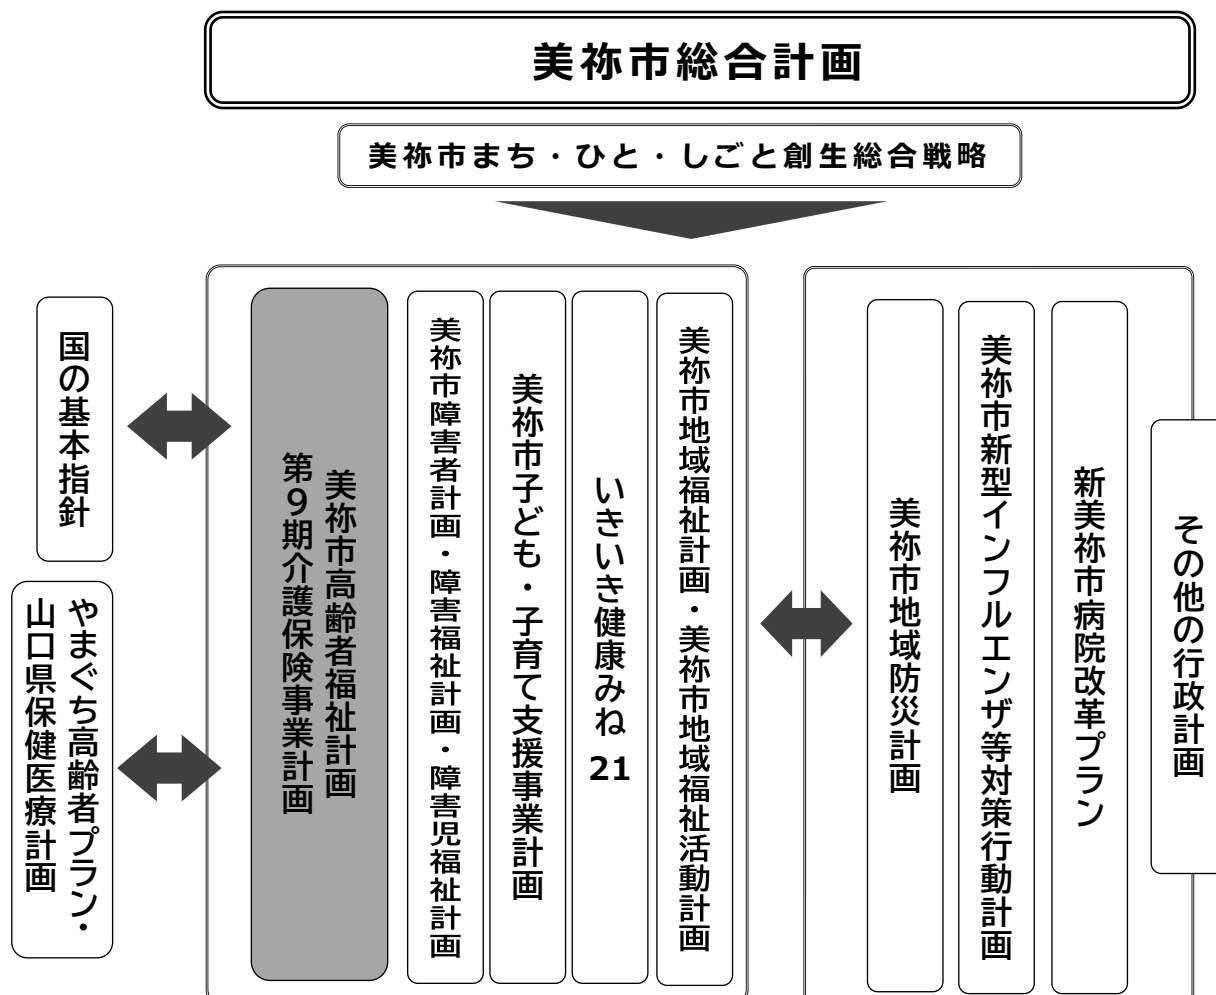 美祢市総合計画
美祢市まち・ひと・しごと創生総合戦略
国の基本指針
やまぐち高齢者プラン・
山口県保健医療計画
美祢市高齢者福祉計画
第９期介護保険事業計画
美祢市障害者計画・障害福祉計画・障害児福祉計画
美祢市子ども・子育て支援事業計画
いきいき健康みね21
美祢市地域福祉計画・美祢市地域福祉活動計画
美祢市地域防災計画
美祢市新型インフルエンザ等対策行動計画
新美祢市病院改革プラン
その他の行政計画